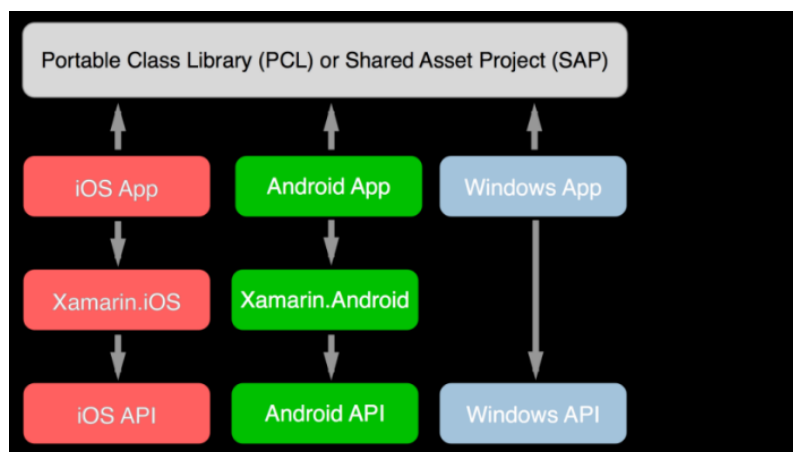 Portable Class Library (PCL) or Shared Asset Project (SAP)
iOS App
Android App
Windows App
Xamarin.iOS
Xamarin.Android
iOS API
Android API
Windows API